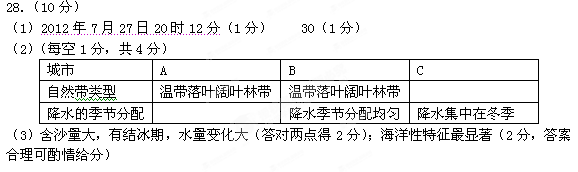 28.（10分）
（1）2012年7月27日20时12分（1分）　　30（1分）
（2）（每空1分，共4分）
城市　A　B　C
自然带类型　温带落叶阔叶林带　温带落叶阔叶林带
降水的季节分配　降水季节分配均匀　降水集中在冬季
（3）含沙量大，有结冰期，水量变化大（答对两点得2分）；海洋性特征最显著（2分，答案
合理可酌情给分）